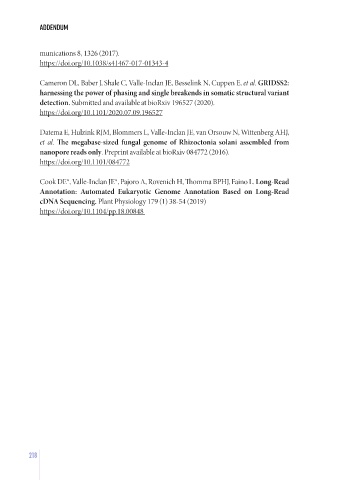 ADDENDUM
munications 8, 1326 (2017).
https://doi.org/10.1038/s41467-017-01343-4
Cameron DL, Baber J, Shale C, Valle-Inclan JE, Besselink N, Cuppen E, et al. GRIDSS2:
harnessing the power of phasing and single breakends in somatic structural variant
detection. Submitted and available at bioRxiv 196527 (2020).
https://doi.org/10.1101/2020.07.09.196527
Datema E, Hulzink RJM, Blommers L, Valle-Inclan JE, van Orsouw N, Wittenberg AHJ,
et al. The megabase-sized fungal genome of Rhizoctonia solani assembled from
nanopore reads only. Preprint available at bioRxiv 084772 (2016).
https://doi.org/10.1101/084772
Cook DE*, Valle-Inclan JE*, Pajoro A, Rovenich H, Thomma BPHJ, Faino L. Long-Read
Annotation: Automated Eukaryotic Genome Annotation Based on Long-Read
cDNA Sequencing. Plant Physiology 179 (1) 38-54 (2019)
https://doi.org/10.1104/pp.18.00848
218